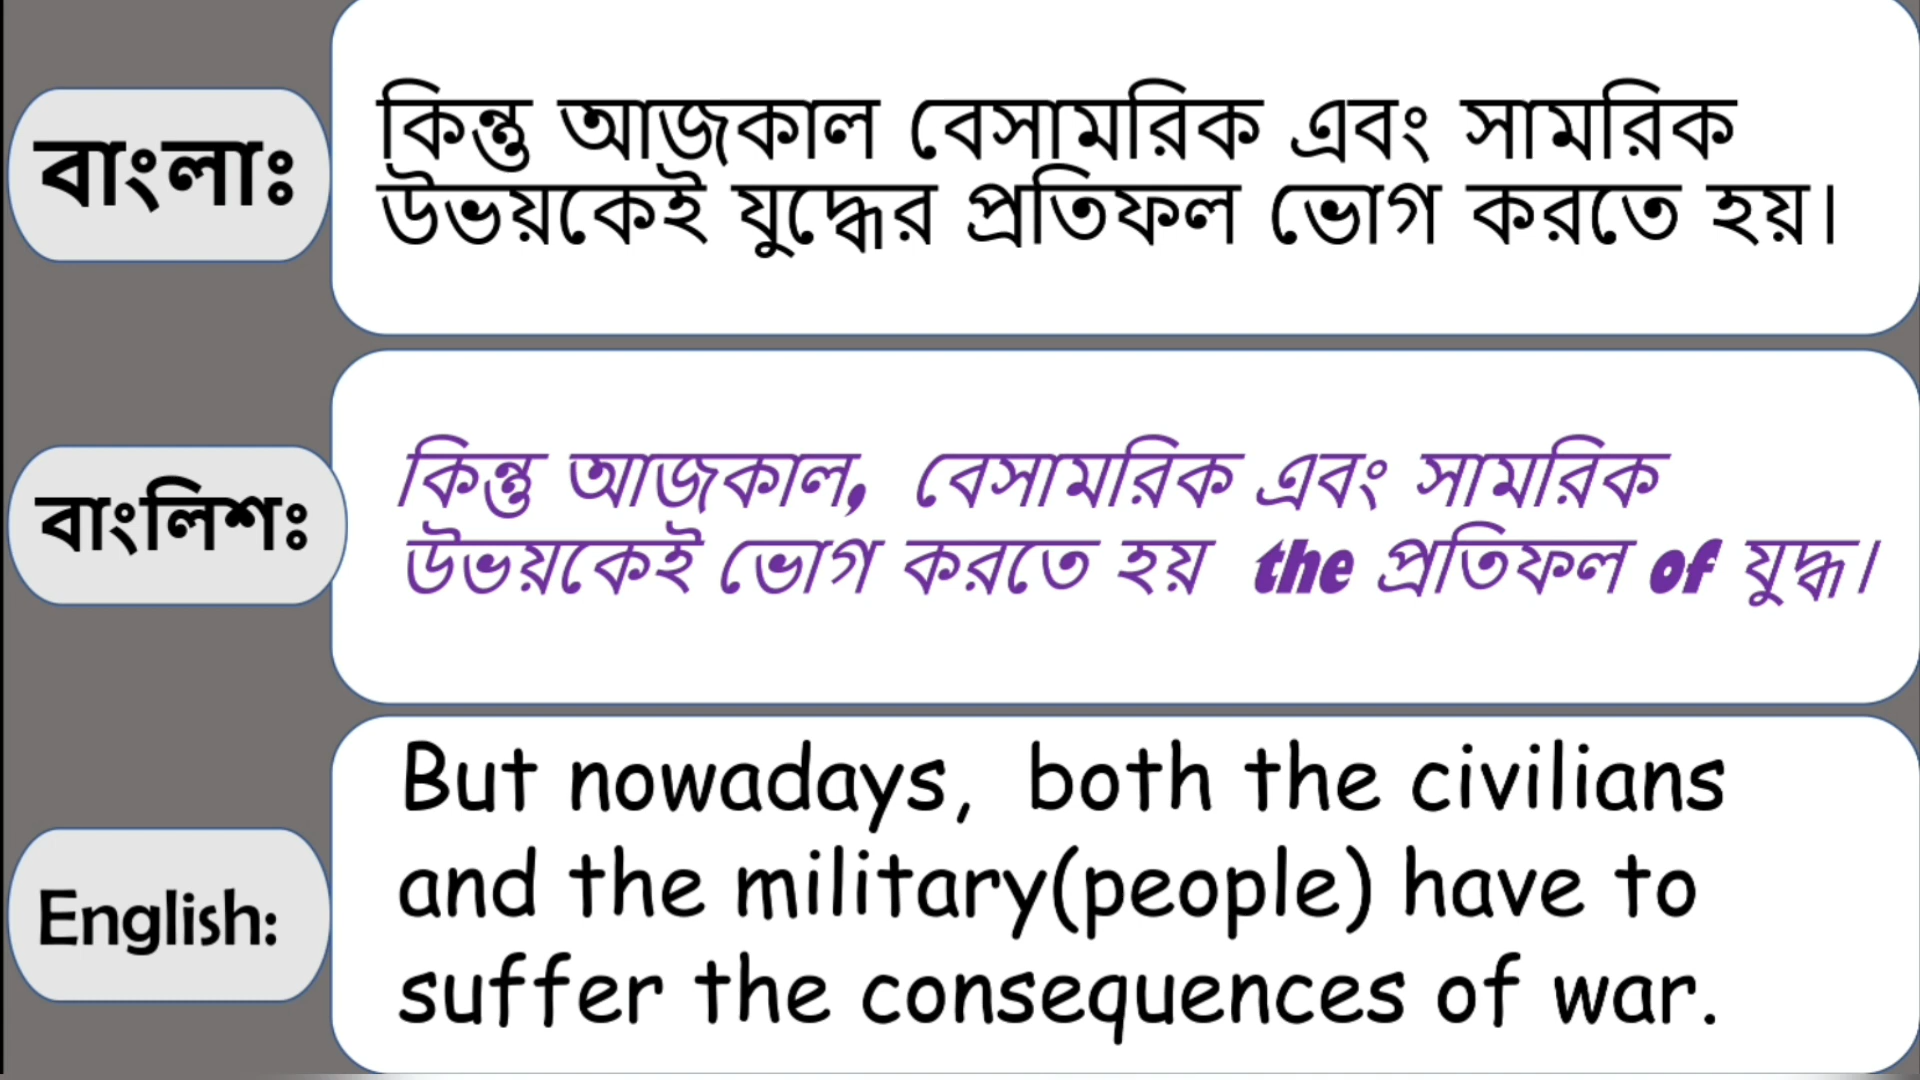 বাংলাঃ
কিন্তু আজকাল বেসামরিক এবং সামরিক
উভয়কেই যুদ্ধের প্রতিফল ভোগ করতে হয়।
বাংলিশঃ
কিন্তু আজকাল, বেসামরিক এবং সামরিক
উভয়কেই ভোগ করতে হয় the প্রতিফল of যুদ্ধ।
English:
But nowadays, both the civilians
and the military(people) have to
suffer the consequences of war.